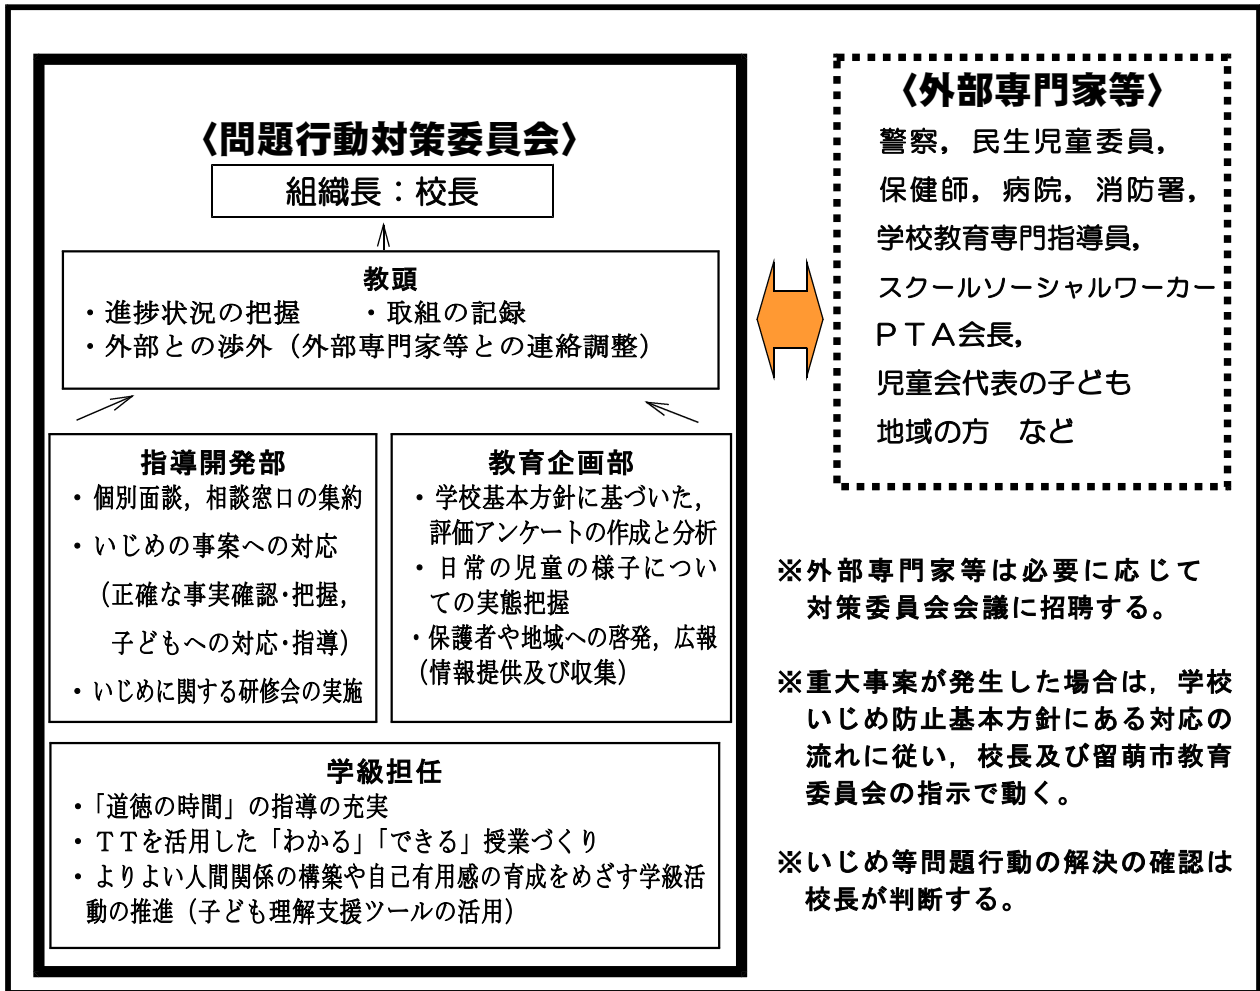 〈問題行動対策委員会〉
組織長：校長
教頭
・進捗状況の把握　　・取組の記録
・外部との渉外（外部専門家等との連絡調整）
指導開発部
・個別面談，相談窓口の集約
・いじめの事案への対応
（正確な事実確認・把握，
子どもへの対応・指導）
・いじめに関する研修会の実施
教育企画部
・学校基本方針に基づいた，
評価アンケートの作成と分析
・日常の児童の様子につい
ての実態把握
・保護者や地域への啓発，広報
（情報提供及び収集）
学級担任
・「道徳の時間」の指導の充実
・ＴＴを活用した「わかる」「できる」授業づくり
・よりよい人間関係の構築や自己有用感の育成をめざす学級活
動の推進（子ども理解支援ツールの活用）
〈外部専門家等〉
警察，民生児童委員，
保健師，病院，消防署，
学校教育専門指導員，
スクールソーシャルワーカー
ＰＴＡ会長，
児童会代表の子ども
地域の方　など
※外部専門家等は必要に応じて
対策委員会会議に招聘する。
※重大事案が発生した場合は，学校
いじめ防止基本方針にある対応の
流れに従い，校長及び留萌市教育
委員会の指示で動く。
※いじめ等問題行動の解決の確認は
校長が判断する。